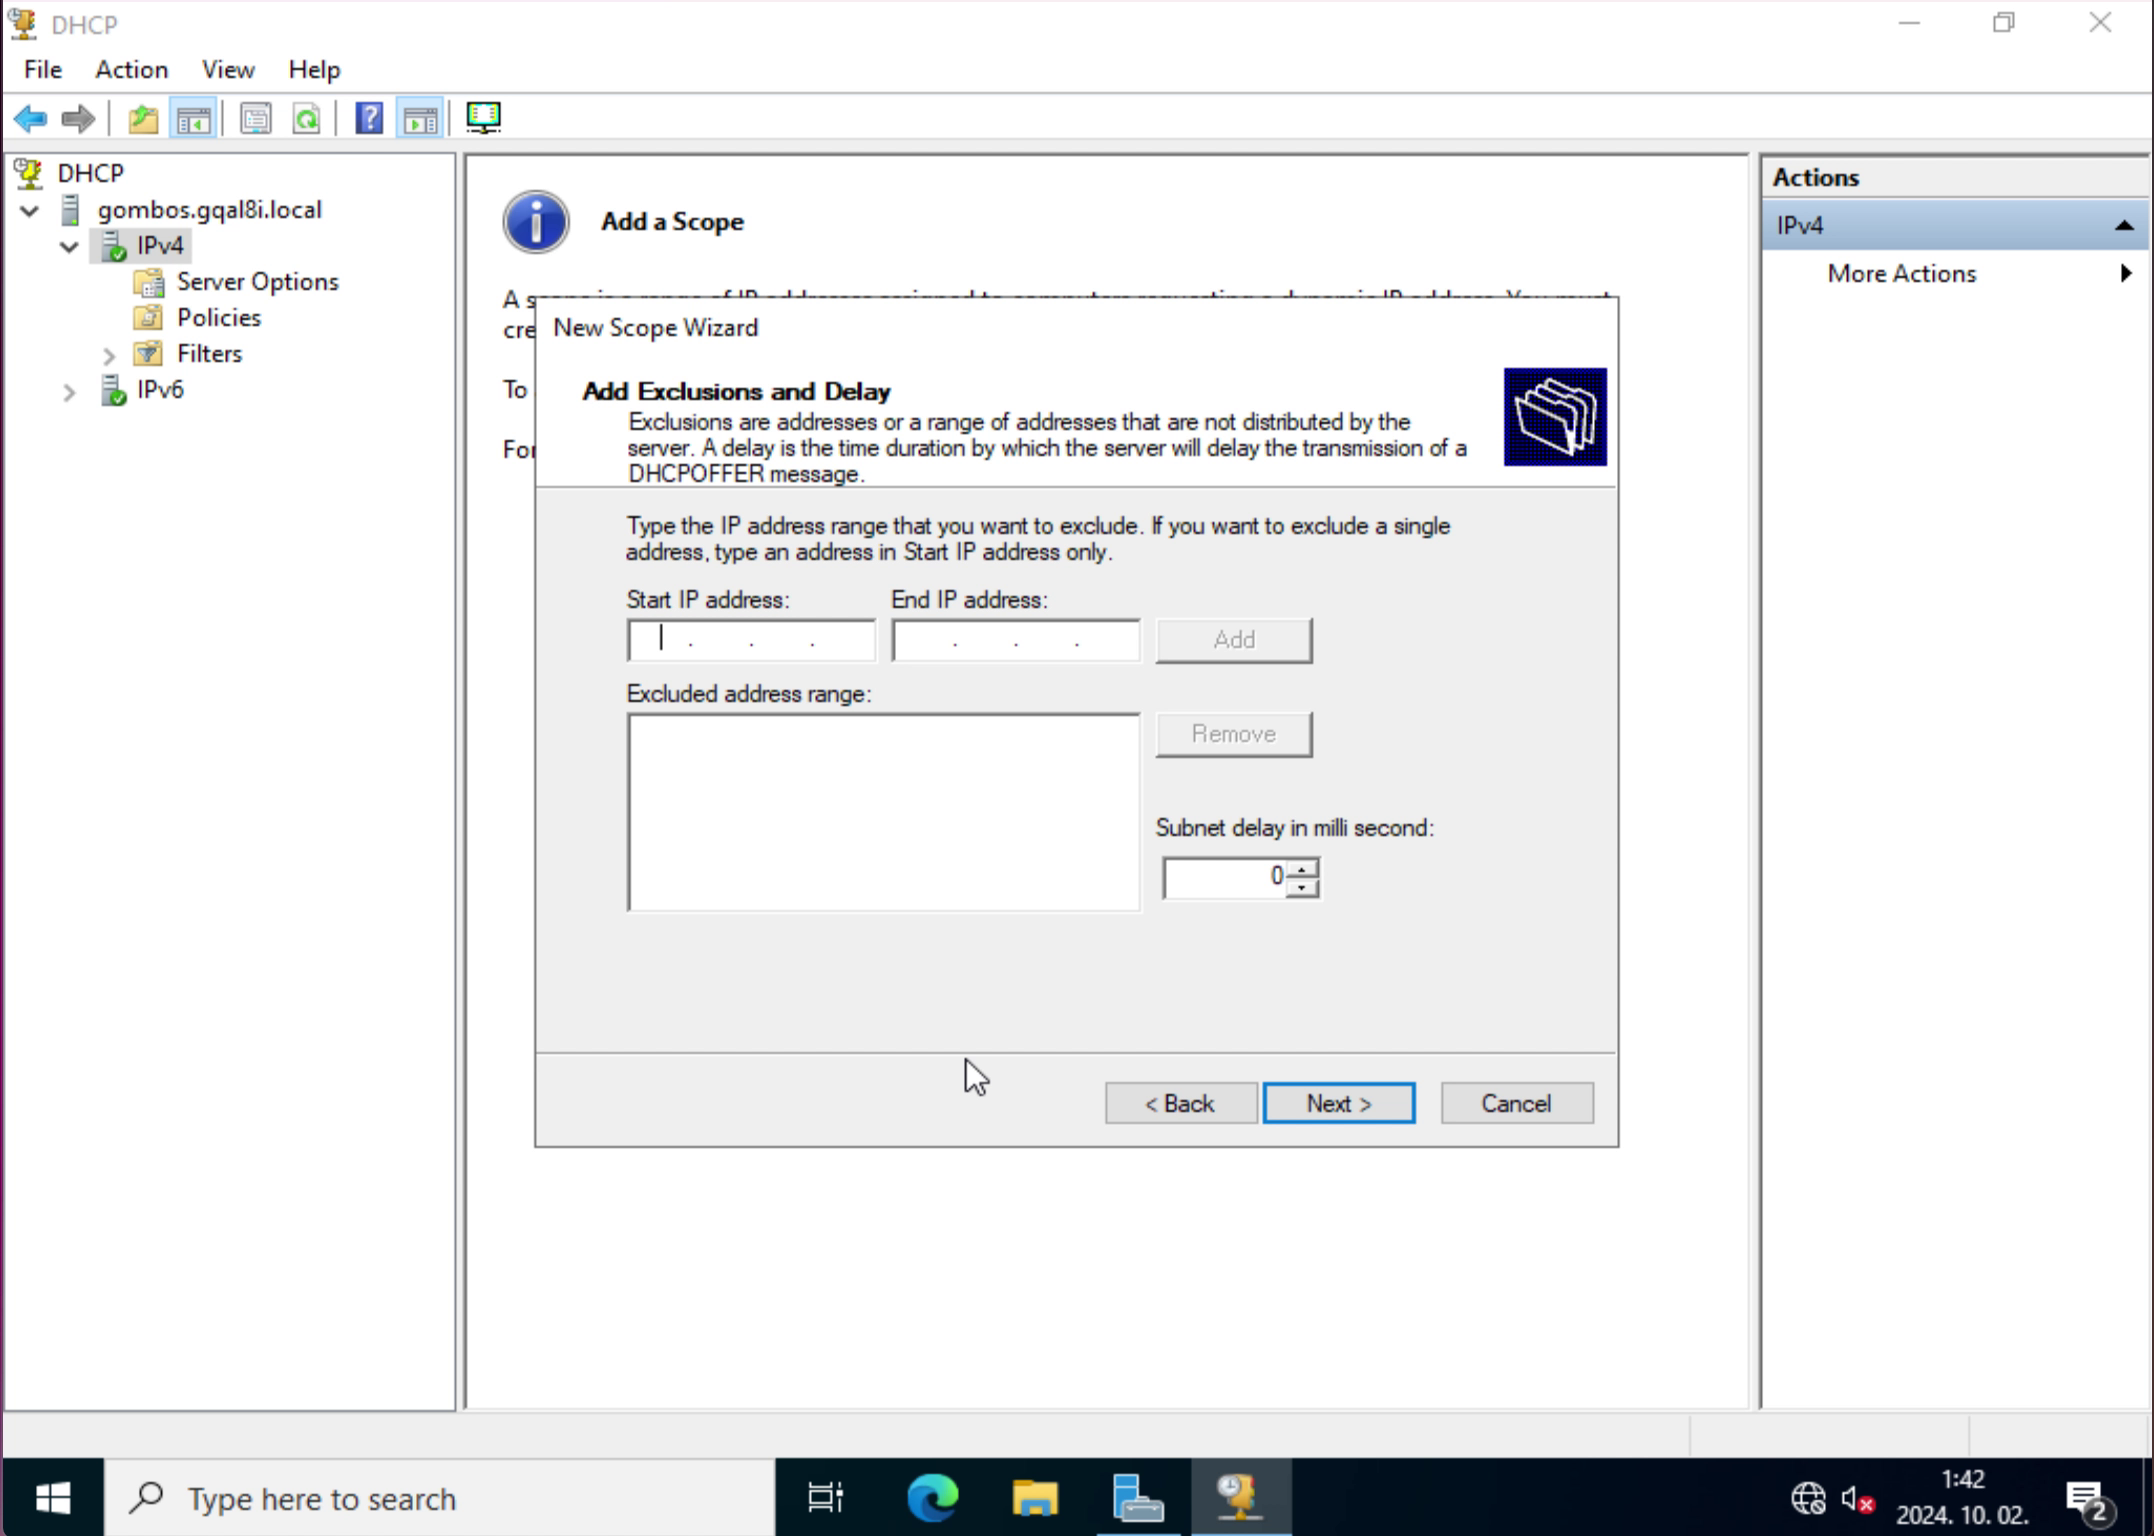 DHCP
File Action View Help
DHCP
gombos.gqal8i.local
IPv4
Server Options
Policies
Filters
IPv6
Add a Scope
A s
cre
To
For
New Scope Wizard
Add Exclusions and Delay
Exclusions are addresses or a range of addresses that are not distributed by the
server. A delay is the time duration by which the server will delay the transmission of a
DHCPOFFER message.
Type the IP address range that you want to exclude. If you want to exclude a single
address, type an address in Start IP address only.
Start IP address: End IP address:
. . . . . . Add
Excluded address range:
Remove
Subnet delay in milli second:
0
< Back Next > Cancel
Actions
IPv4
More Actions
Type here to search
1:42
2024. 10. 02.
2